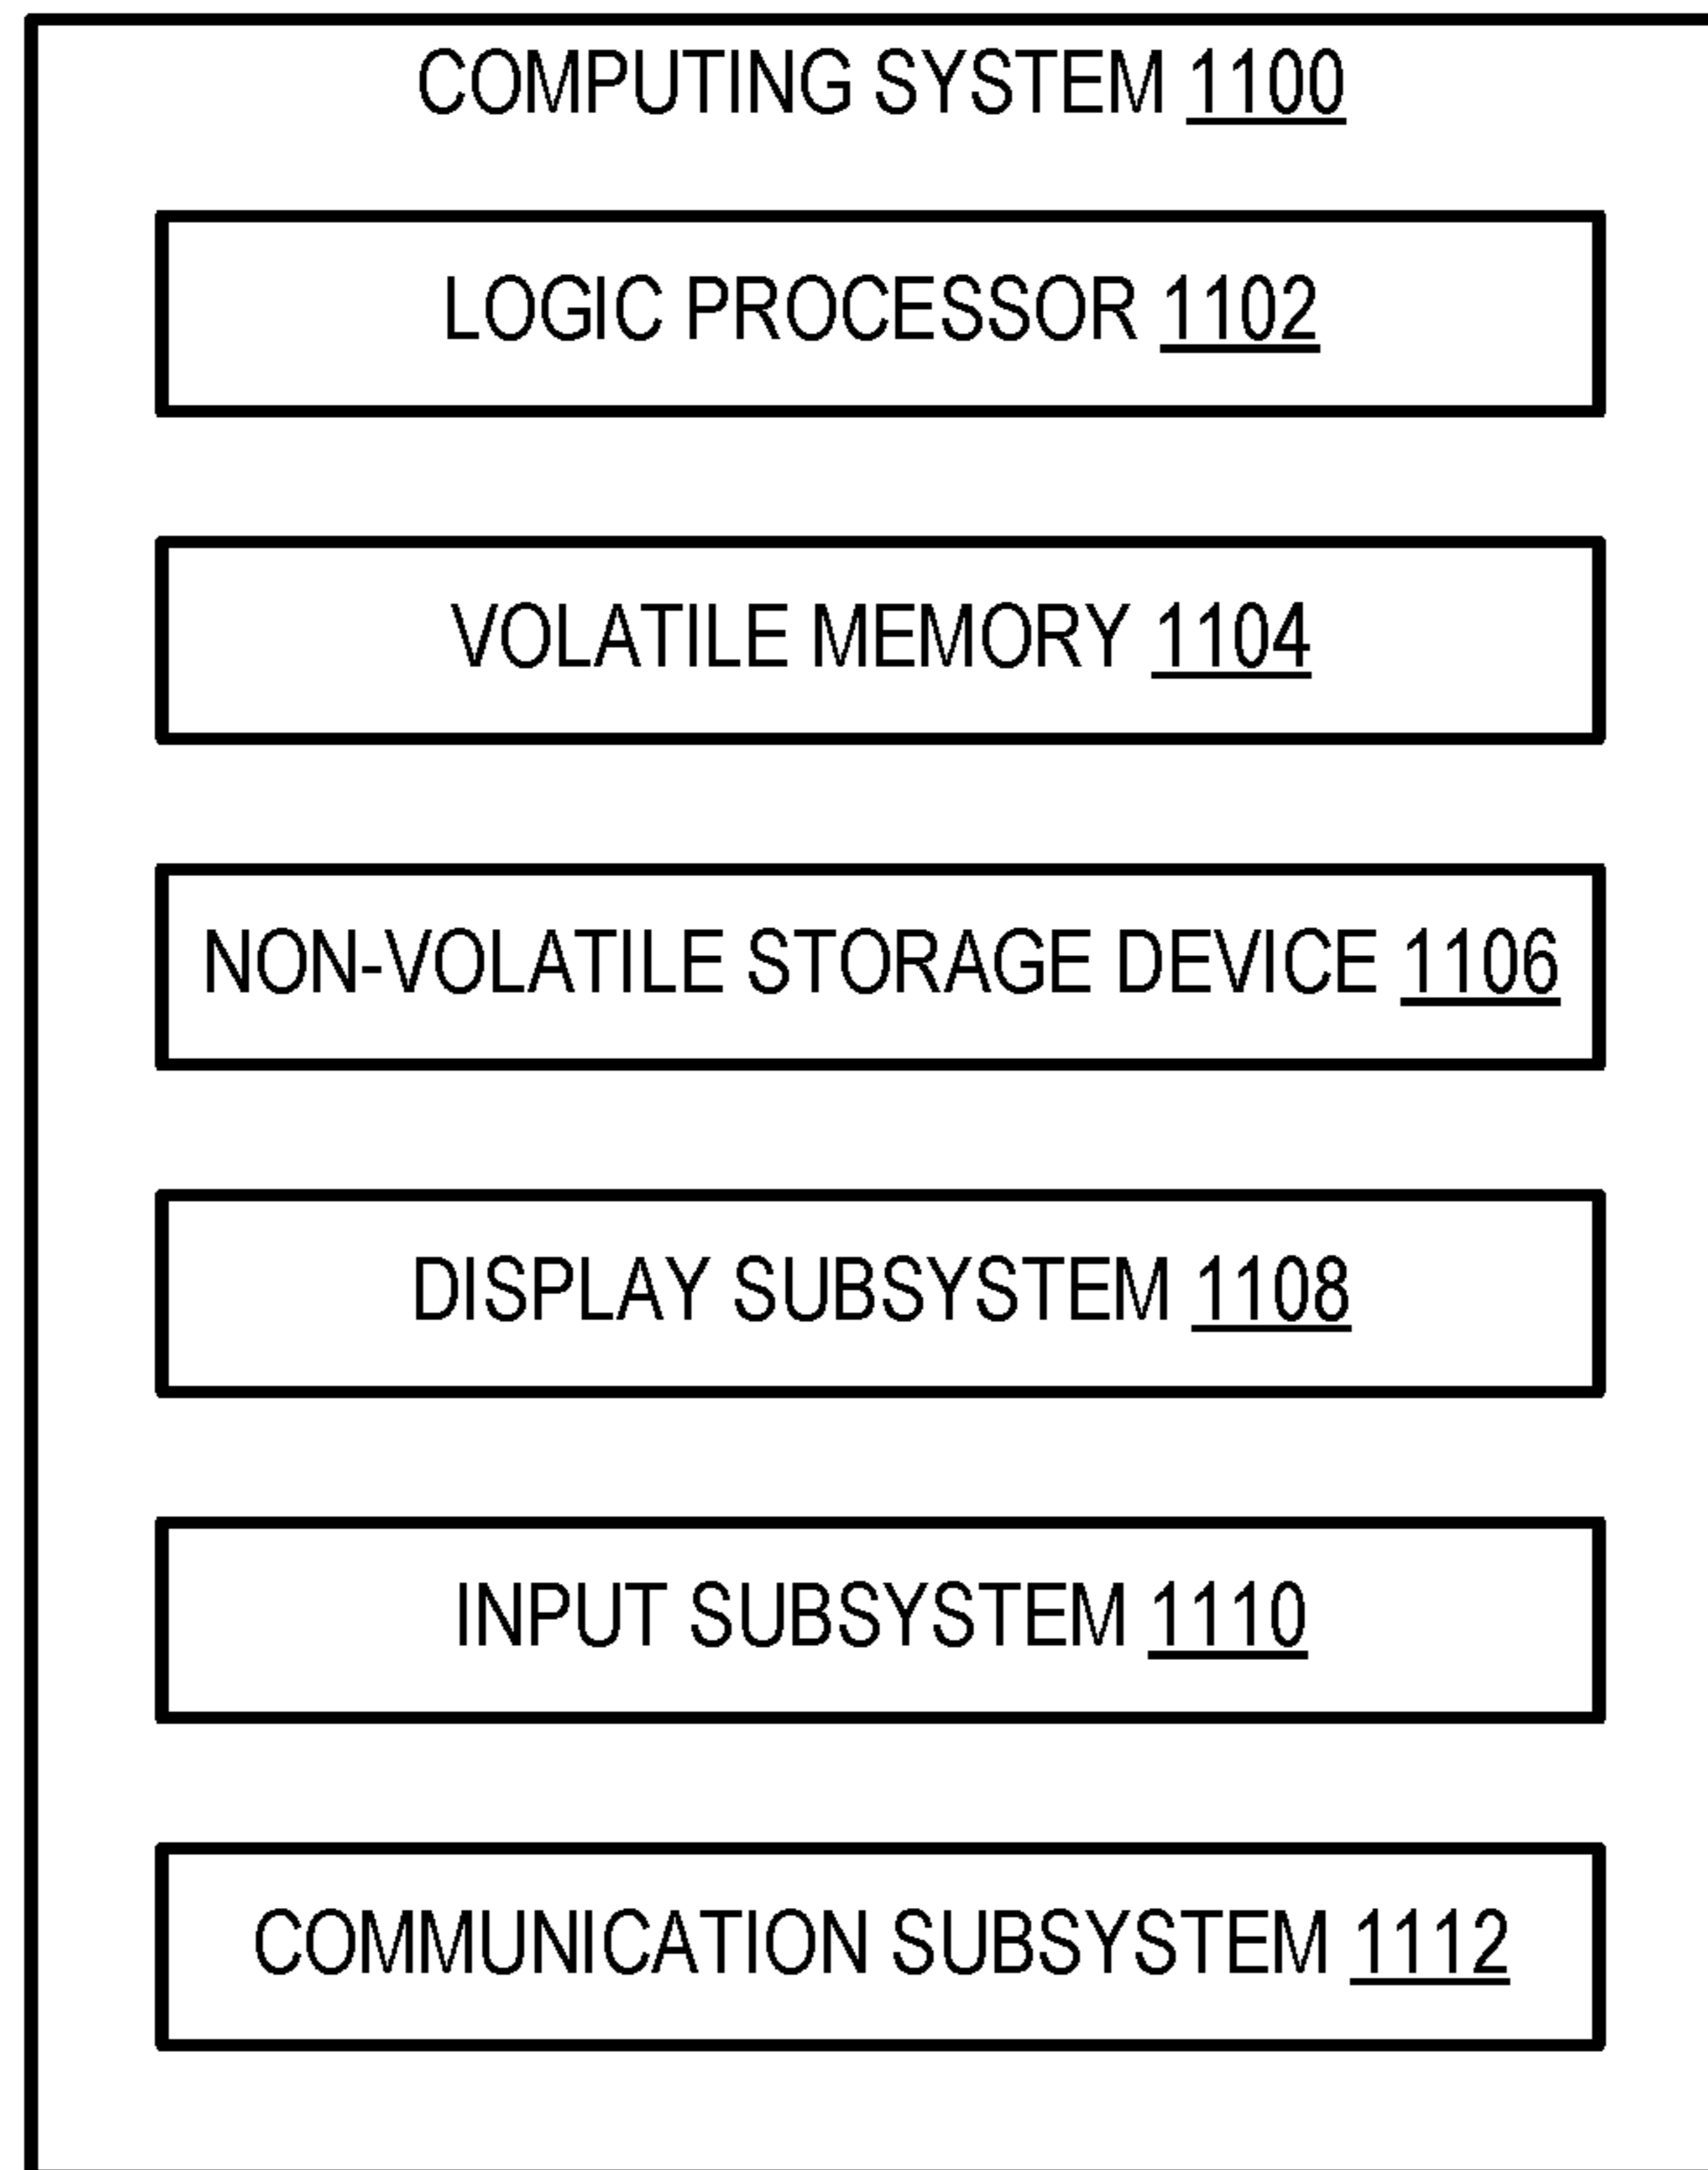 COMPUTING SYSTEM 1100
LOGIC PROCESSOR 1102
VOLATILE MEMORY 1104
NON-VOLATILE STORAGE DEVICE 1106
DISPLAY SUBSYSTEM 1108
INPUT SUBSYSTEM 1110
COMMUNICATION SUBSYSTEM 1112